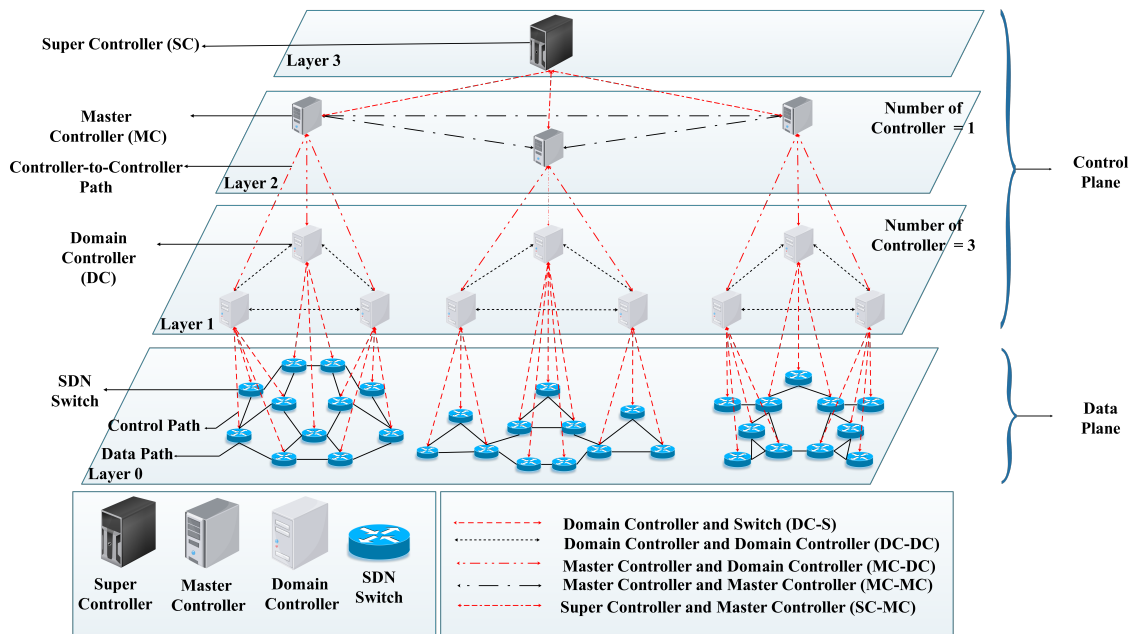 Super Controller (SC)
Layer 3
Master
Controller (MC)
Number of
Controller = 1
Controller-to-Controller
Path
Layer 2
Control
Plane
Domain
Controller
(DC)
Number of
Controller = 3
Layer 1
SDN
Switch
Control Path
Data Path
Layer 0
Data
Plane
Super
Controller
Master
Controller
Domain
Controller
SDN
Switch
Domain Controller and Switch (DC-S)
Domain Controller and Domain Controller (DC-DC)
Master Controller and Domain Controller (MC-DC)
Master Controller and Master Controller (MC-MC)
Super Controller and Master Controller (SC-MC)